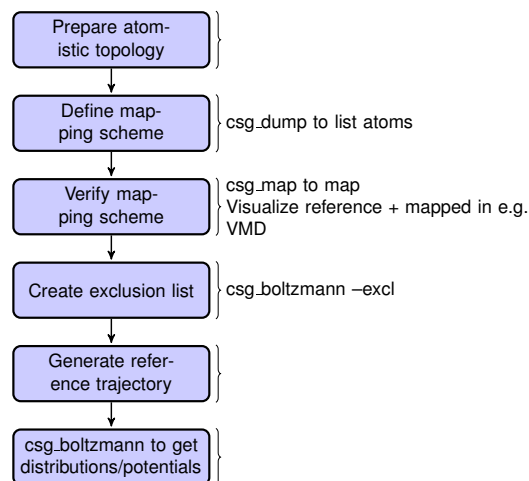 Prepare atom-
istic topology
Define map-
ping scheme
csg_dump to list atoms
Verify map-
ping scheme
csg_map to map
Visualize reference + mapped in e.g.
VMD
Create exclusion list
csg_boltzmann –excl
Generate refer-
ence trajectory
csg_boltzmann to get
distributions/potentials